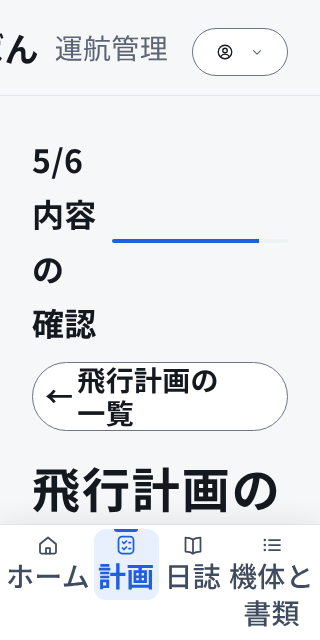 ん 運航管理
5/6
内容
の
確認
← 飛行計画の
一覧
飛行計画の
ホーム 計画 日誌 機体と
書類